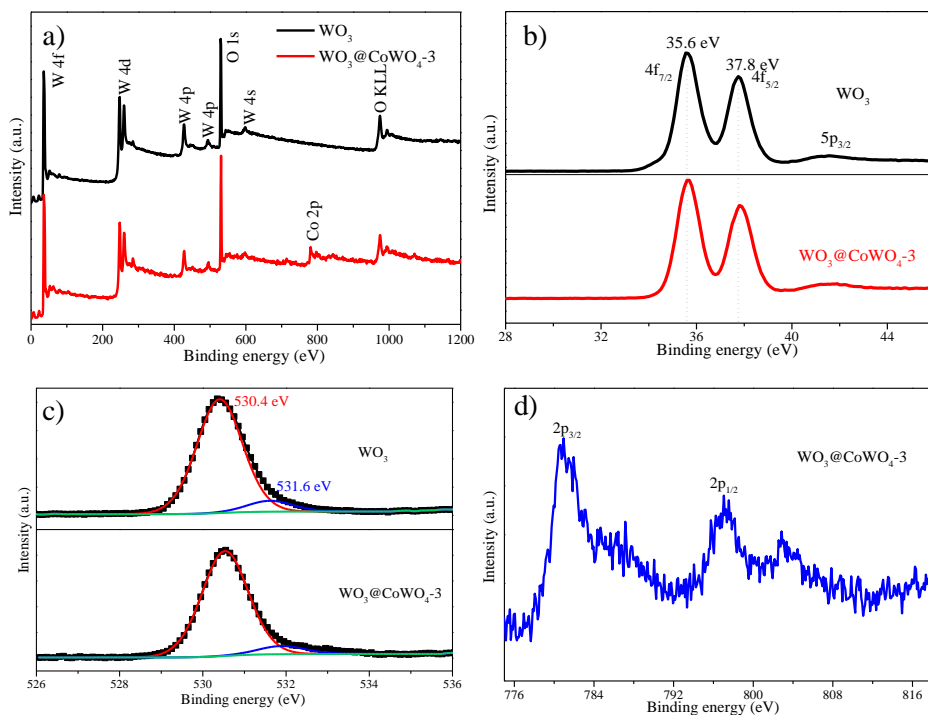 a)
WO₃
WO₃@CoWO₄-3
W 4f
W 4d
W 4p
W 4p
O 1s
W 4s
Co 2p
O KLL
Intensity (a.u.)
0 200 400 600 800 1000 1200
Binding energy (eV)
b)
35.6 eV
37.8 eV
4f₇/₂
4f₅/₂
WO₃
5p₃/₂
WO₃@CoWO₄-3
Intensity (a.u.)
28 32 36 40 44
Binding energy (eV)
c)
530.4 eV
WO₃
531.6 eV
WO₃@CoWO₄-3
Intensity (a.u.)
526 528 530 532 534 536
Binding energy (eV)
d)
2p₃/₂
WO₃@CoWO₄-3
2p₁/₂
Intensity (a.u.)
776 784 792 800 808 816
Binding energy (eV)